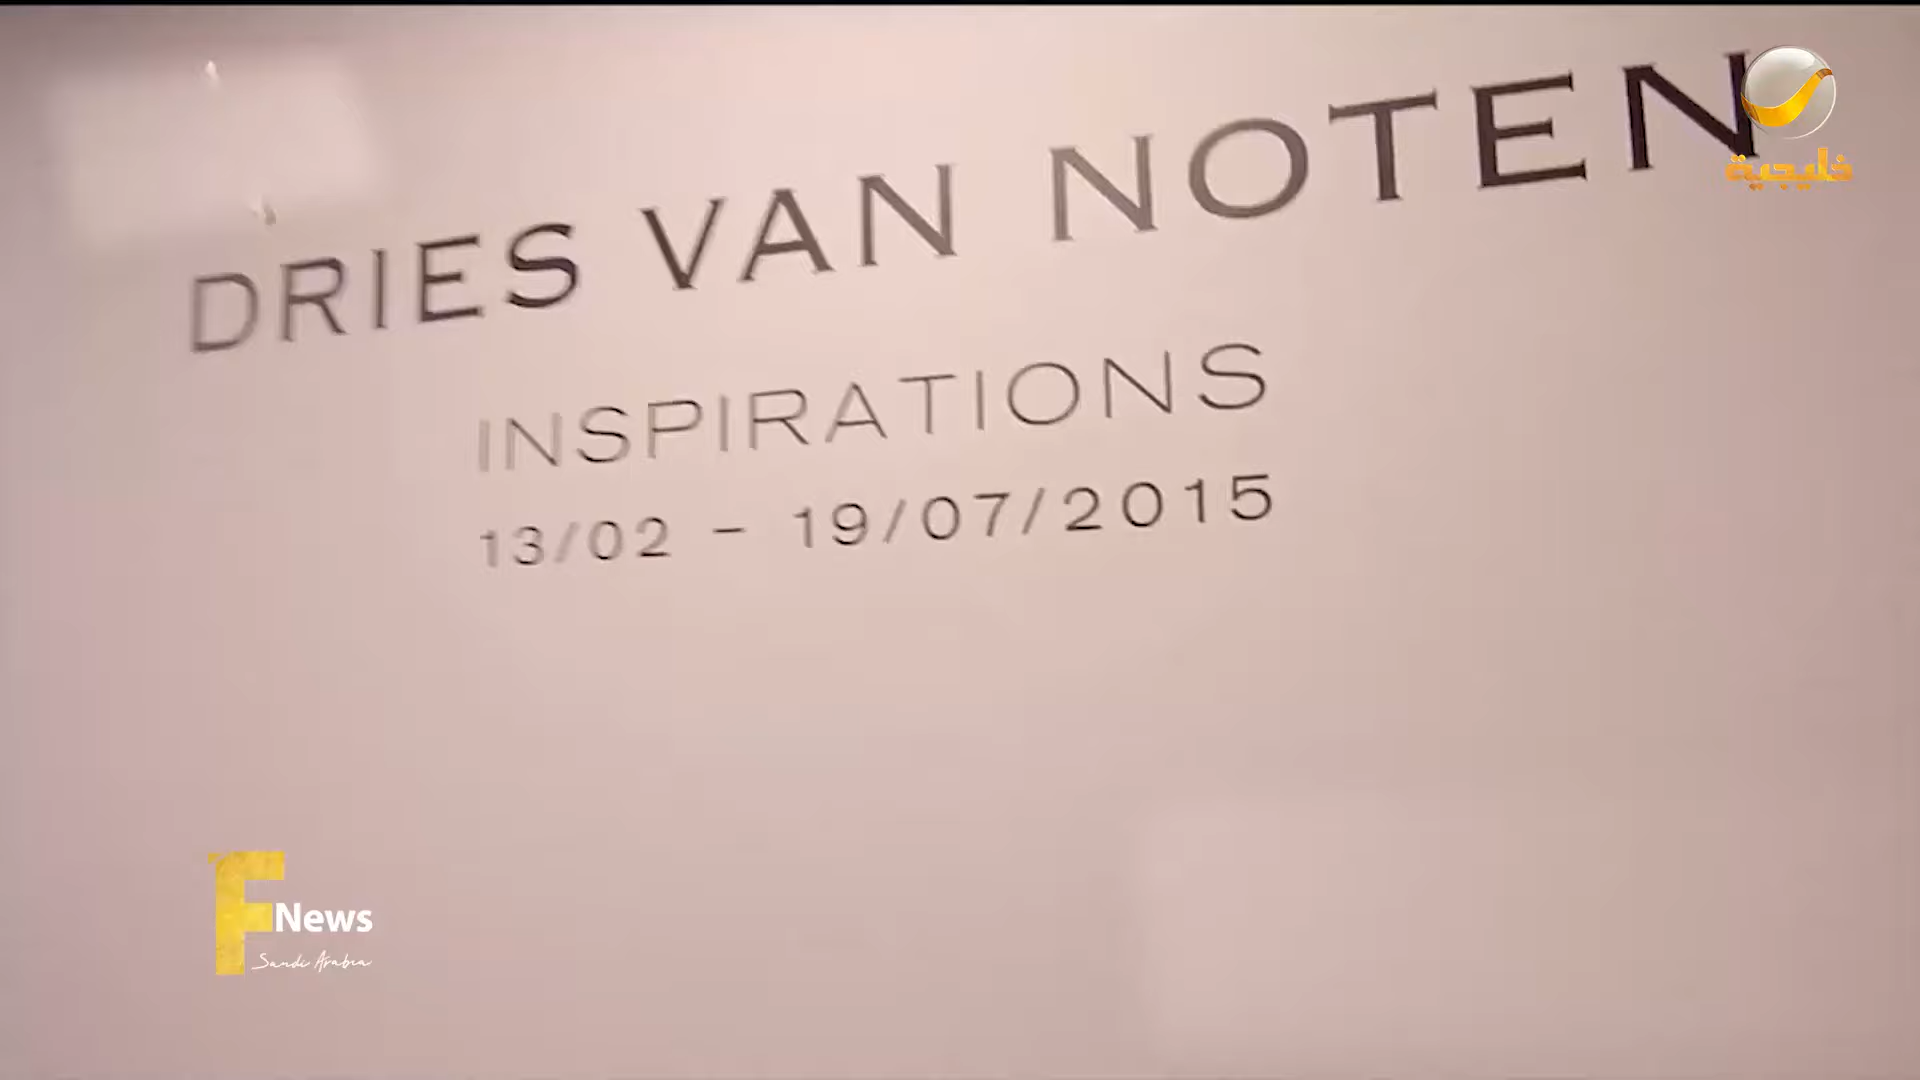 DRIES VAN NOTEN
خليجية
INSPIRATIONS
13/02 - 19/07/2015
F News
Saudi Arabia